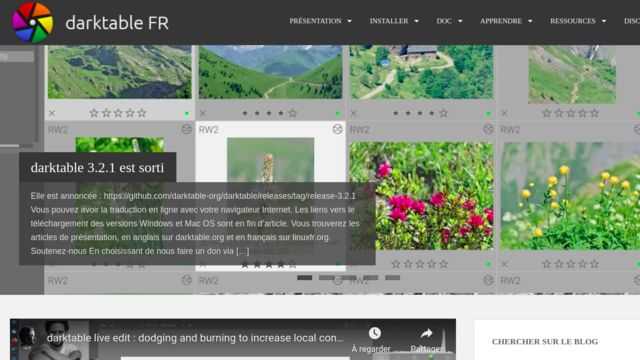 darktable FR
PRÉSENTATION INSTALLER DOC APPRENDRE RESSOURCES DISC
RW2 RW2 RW2 RW2
darktable 3.2.1 est sorti
Elle est annoncée : https://github.com/darktable-org/darktable/releases/tag/release-3.2.1
Vous pouvez avoir la traduction en ligne avec votre navigateur Internet. Les liens vers le
téléchargement des versions Windows et Mac OS sont en fin d'article. Vous trouverez les
articles de présentation, en anglais sur darktable.org et en français sur linuxfr.org.
Soutenez-nous En choisissant de nous faire un don via […]
RW2 RW2 RW2
darktable live edit : dodging and burning to increase local con...
À regarder ... Partager
CHERCHER SUR LE BLOG